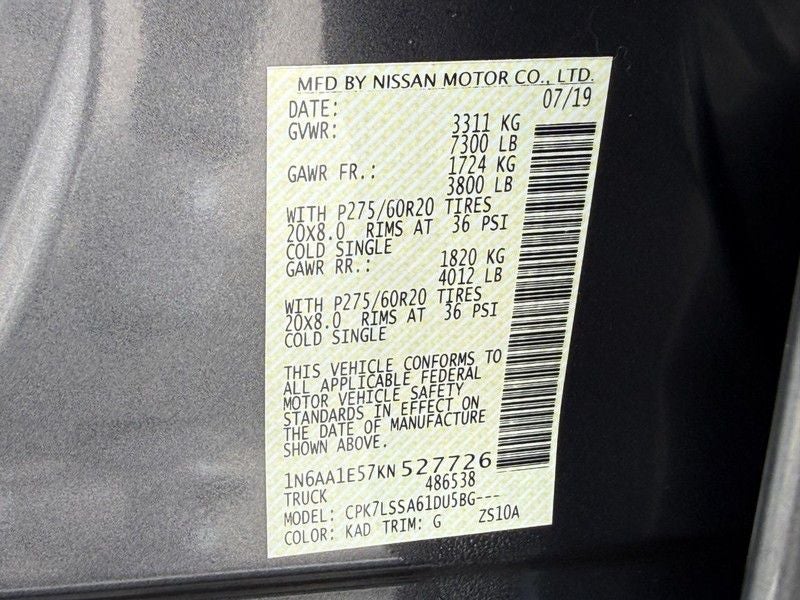 MFD BY NISSAN MOTOR CO., LTD.
DATE: 07/19
GVWR: 3311 KG
7300 LB
GAWR FR.: 1724 KG
3800 LB
WITH P275/60R20 TIRES
20X8.0 RIMS AT 36 PSI
COLD SINGLE
GAWR RR.: 1820 KG
4012 LB
WITH P275/60R20 TIRES
20X8.0 RIMS AT 36 PSI
COLD SINGLE
THIS VEHICLE CONFORMS TO
ALL APPLICABLE FEDERAL
MOTOR VEHICLE SAFETY
STANDARDS IN EFFECT ON
THE DATE OF MANUFACTURE
SHOWN ABOVE.
1N6AA1E57KN527726
TRUCK 486538
MODEL: CPK7LSSA61DU5BG---
COLOR: KAD TRIM: G ZS10A